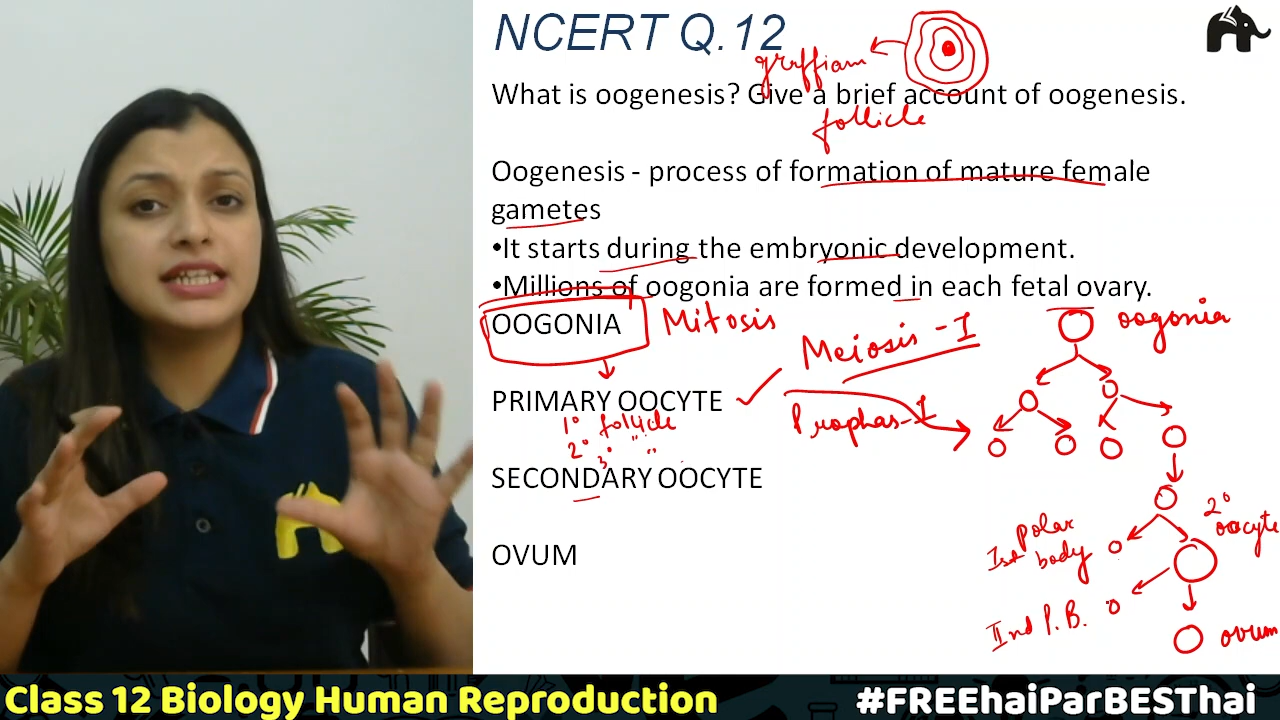 NCERT Q.12
graffian
What is oogenesis? Give a brief account of oogenesis.
follicle
Oogenesis - process of formation of mature female
gametes
•It starts during the embryonic development.
•Millions of oogonia are formed in each fetal ovary.
OOGONIA
Mitosis
oogonia
Meiosis - I
PRIMARY OOCYTE
Prophas-I
1° follicle
2° " "
3° "
SECONDARY OOCYTE
2°
oocyte
Ist polar
body
OVUM
IInd P.B.
ovum
Class 12 Biology Human Reproduction
#FREEhaiParBESThai